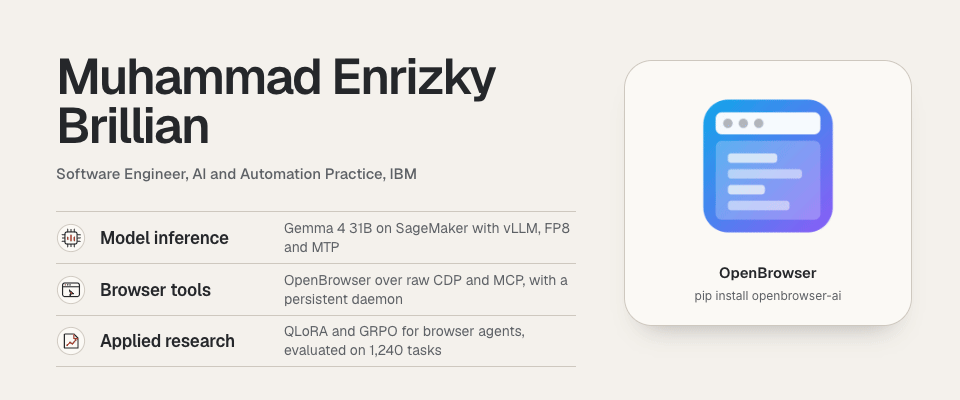 Muhammad Enrizky
Brillian
Software Engineer, AI and Automation Practice, IBM
Model inference
Gemma 4 31B on SageMaker with vLLM, FP8
and MTP
Browser tools
OpenBrowser over raw CDP and MCP, with a
persistent daemon
Applied research
QLoRA and GRPO for browser agents,
evaluated on 1,240 tasks
OpenBrowser
pip install openbrowser-ai